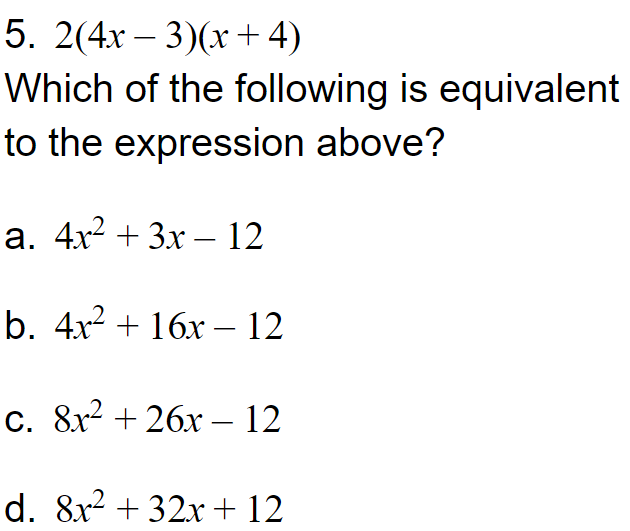 5. 2(4x – 3)(x + 4)
Which of the following is equivalent
to the expression above?
a. 4x² + 3x – 12
b. 4x² + 16x – 12
c. 8x² + 26x – 12
d. 8x² + 32x + 12